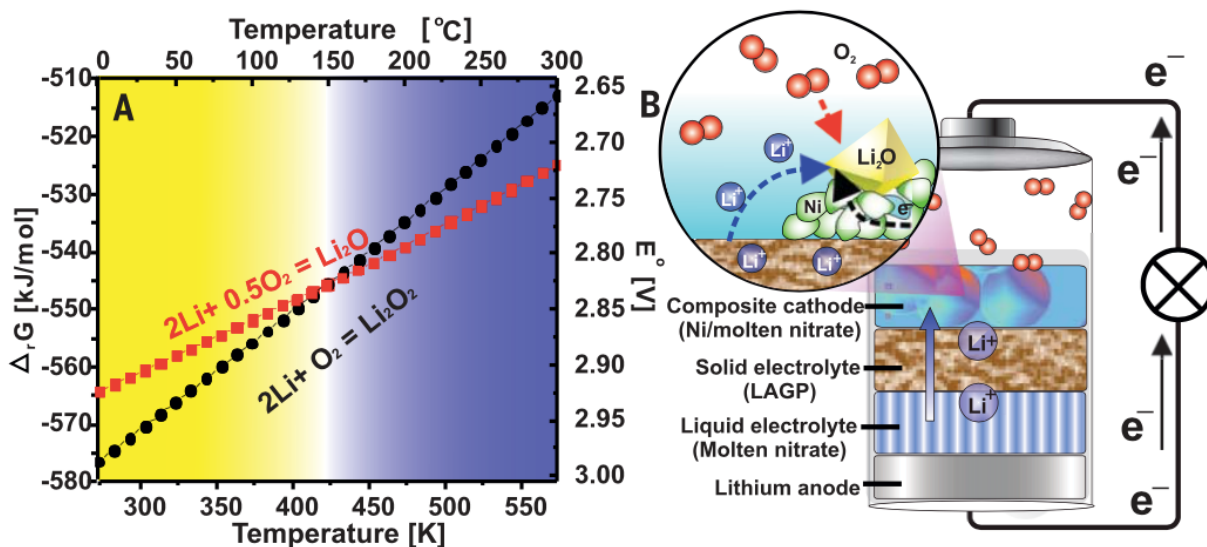 Temperature [°C]
0 50 100 150 200 250 300
A
-510
-520
-530
-540
-550
-565
-570
-580
ΔrG [kJ/mol]
2Li+ 0.5O₂ = Li₂O
2Li+ O₂ = Li₂O₂
2.65
2.70
2.75
2.80
2.85
2.90
2.95
3.00
E° [V]
300 350 400 450 500 550
Temperature [K]
B
O₂
Li⁺
Li₂O
Li⁺
Ni
e⁻
Li⁺
Li⁺
Composite cathode
(Ni/molten nitrate)
Solid electrolyte
(LAGP)
Liquid electrolyte
(Molten nitrate)
Lithium anode
Li⁺
Li⁺
e⁻
e⁻
e⁻
e⁻
e⁻
e⁻